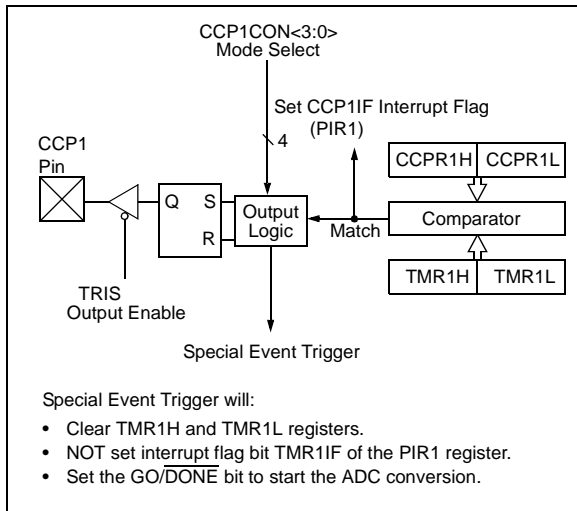 CCP1CON<3:0>
Mode Select
Set CCP1IF Interrupt Flag
(PIR1)
4
CCP1
Pin
CCPR1H CCPR1L
Q S
R
Output
Logic
Match
Comparator
TRIS
Output Enable
TMR1H TMR1L
Special Event Trigger
Special Event Trigger will:
• Clear TMR1H and TMR1L registers.
• NOT set interrupt flag bit TMR1IF of the PIR1 register.
• Set the GO/DONE bit to start the ADC conversion.